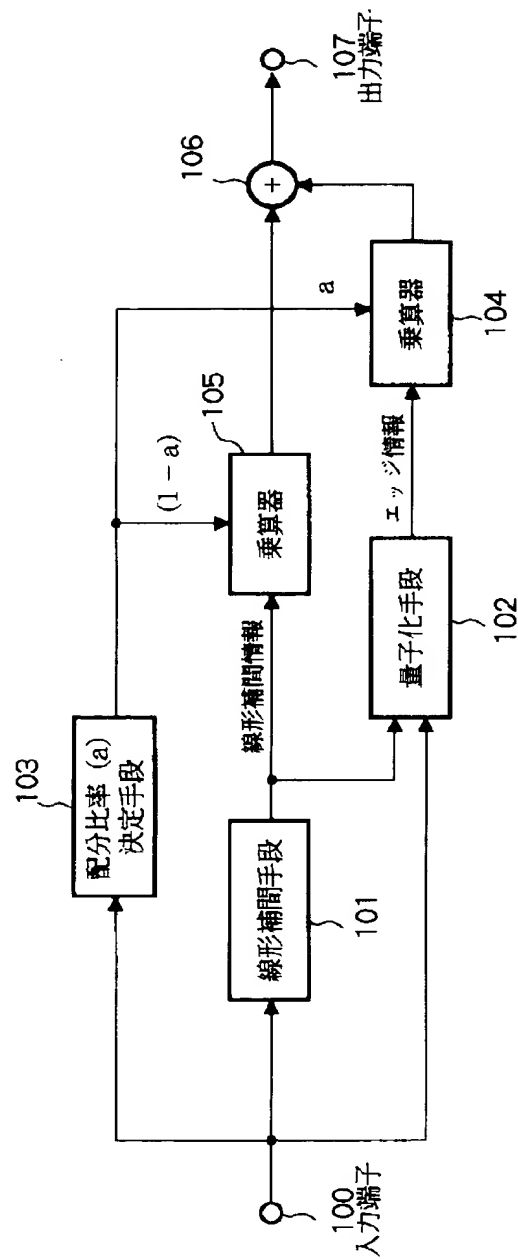 103
配分比率 (a)
決定手段
(1－a)
a
105
乗算器
106
107
出力端子
100
入力端子
線形補間手段
101
線形補間情報
量子化手段
102
エッジ情報
乗算器
104
+